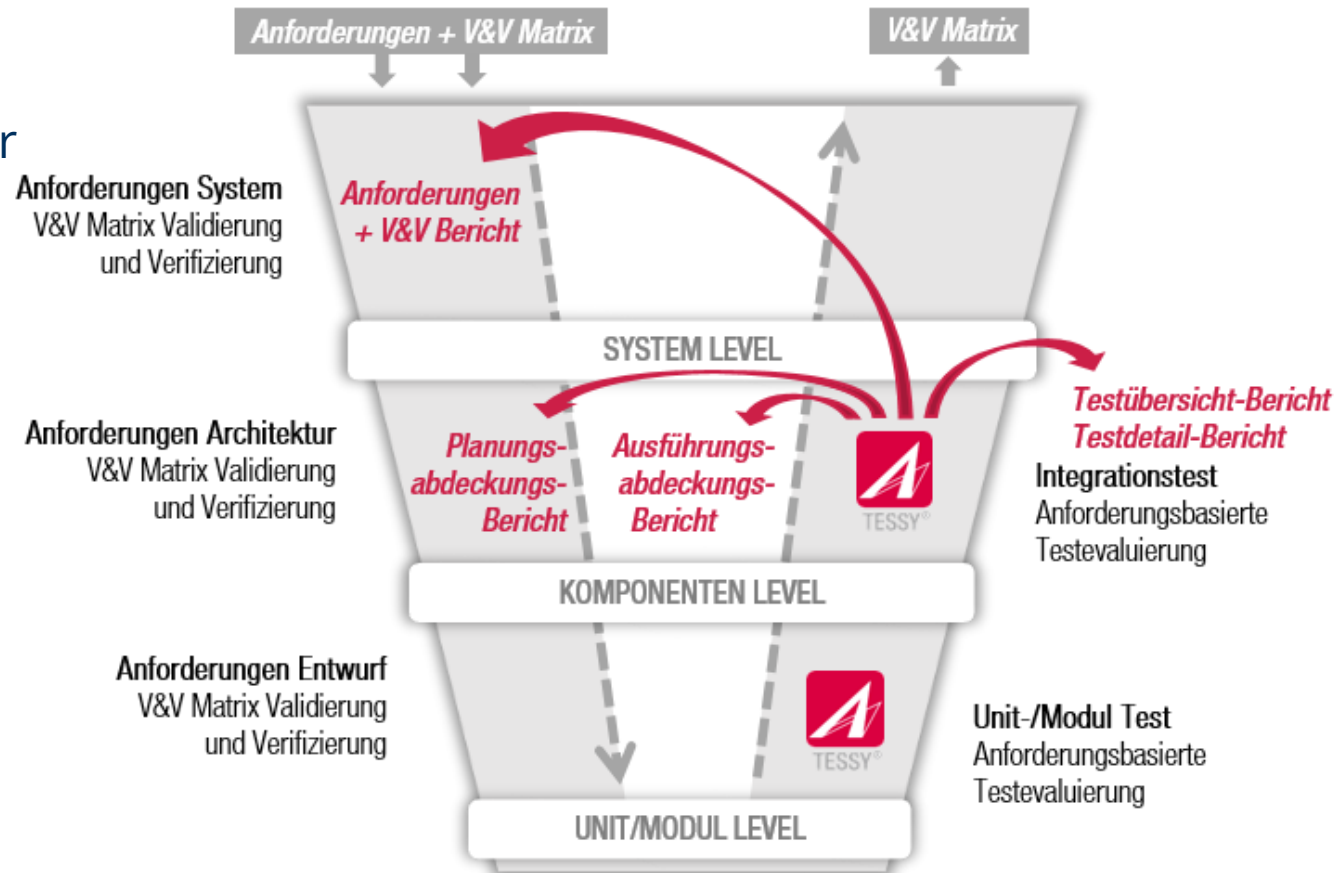 Anforderungen + V&V Matrix
V&V Matrix
r
Anforderungen System
V&V Matrix Validierung
und Verifizierung
Anforderungen
+ V&V Bericht
SYSTEM LEVEL
Anforderungen Architektur
V&V Matrix Validierung
und Verifizierung
Planungs-
abdeckungs-
Bericht
Ausführungs-
abdeckungs-
Bericht
TESSY®
Testübersicht-Bericht
Testdetail-Bericht
Integrationstest
Anforderungsbasierte
Testevaluierung
KOMPONENTEN LEVEL
Anforderungen Entwurf
V&V Matrix Validierung
und Verifizierung
TESSY®
Unit-/Modul Test
Anforderungsbasierte
Testevaluierung
UNIT/MODUL LEVEL